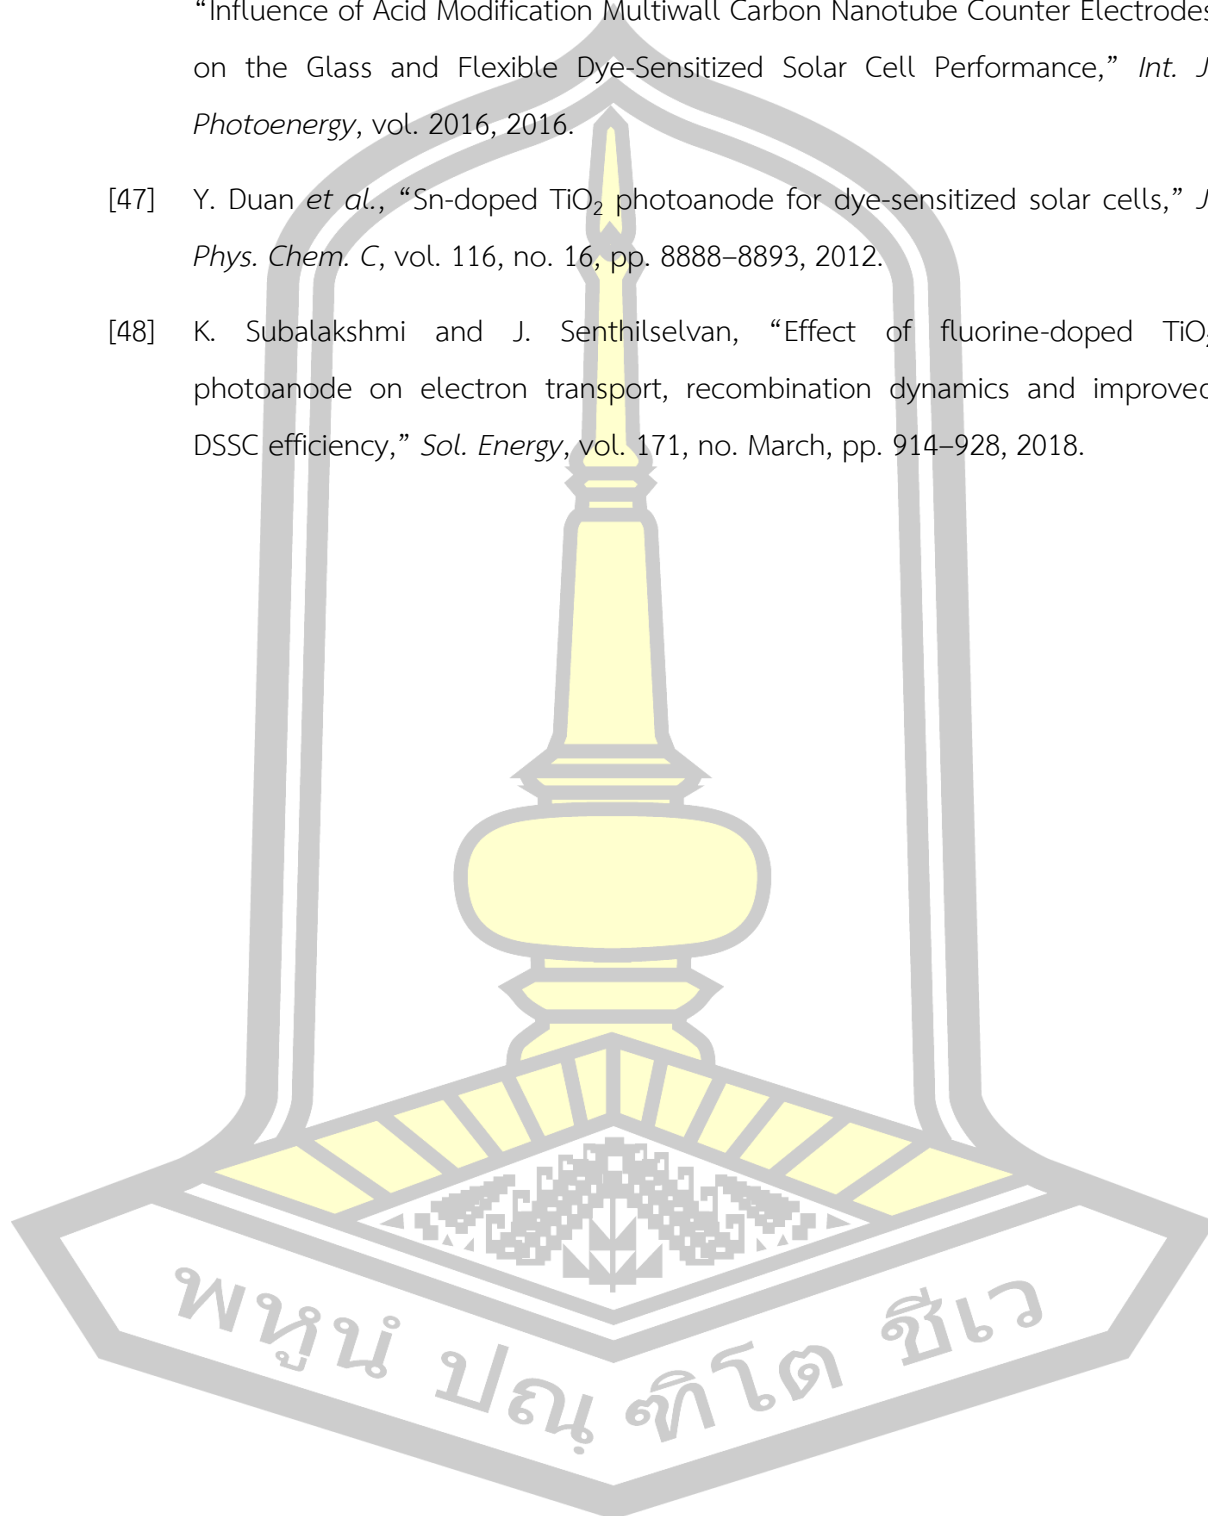 “Influence of Acid Modification Multiwall Carbon Nanotube Counter Electrodes
on the Glass and Flexible Dye-Sensitized Solar Cell Performance,” Int. J
Photoenergy, vol. 2016, 2016.
[47] Y. Duan et al., “Sn-doped TiO₂ photoanode for dye-sensitized solar cells,” J
Phys. Chem. C, vol. 116, no. 16, pp. 8888–8893, 2012.
[48] K. Subalakshmi and J. Senthilselvan, “Effect of fluorine-doped TiO₂
photoanode on electron transport, recombination dynamics and improved
DSSC efficiency,” Sol. Energy, vol. 171, no. March, pp. 914–928, 2018.
พหูนํ ปณฺฑิโต ชีเว